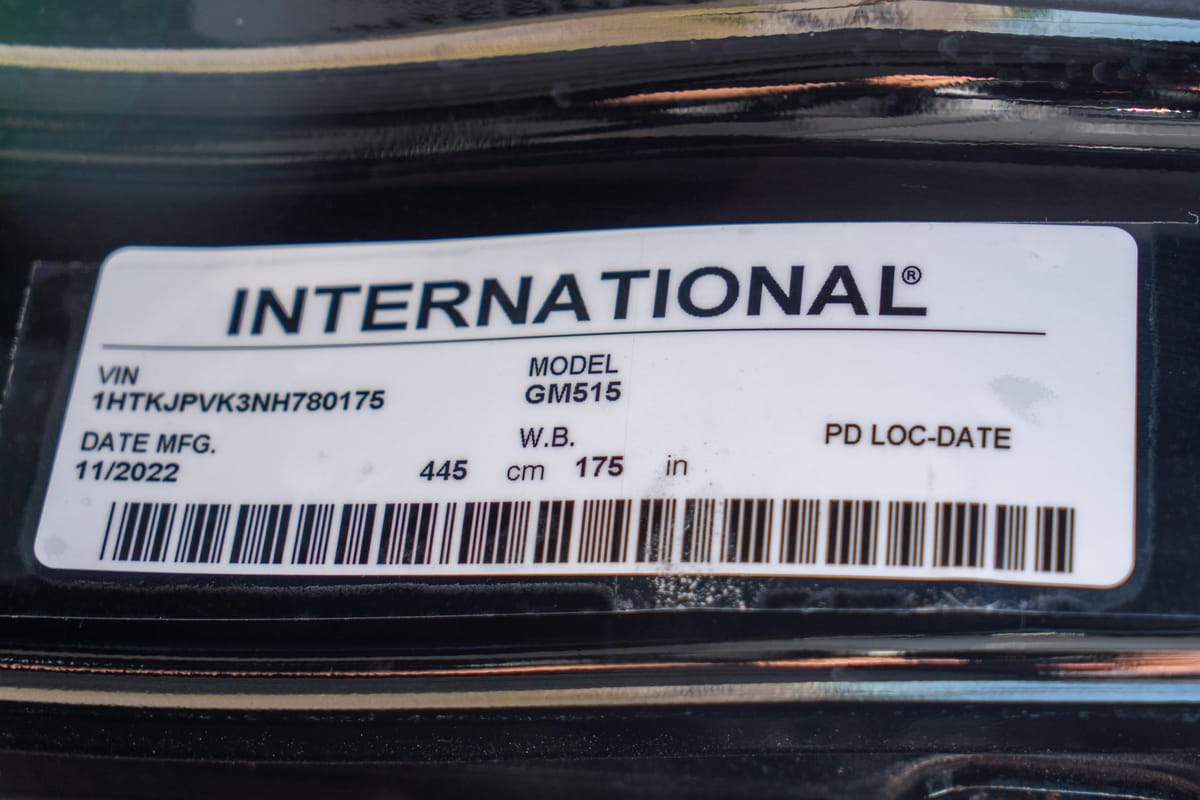 INTERNATIONAL®
VIN
1HTKJPVK3NH780175
MODEL
GM515
DATE MFG.
11/2022
W.B.
445 cm 175 in
PD LOC-DATE